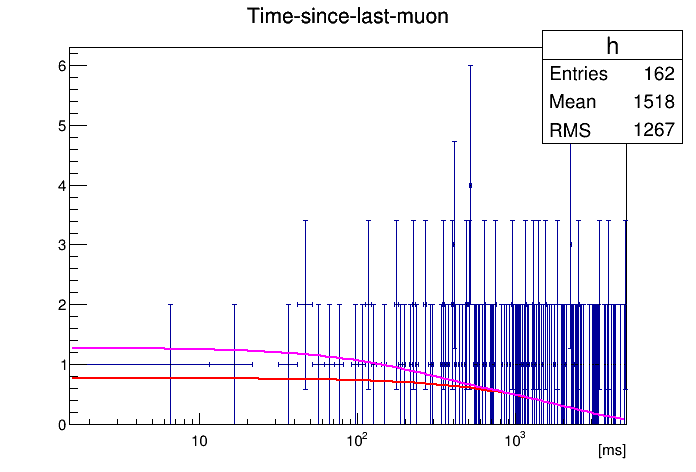 Time-since-last-muon
h
Entries 162
Mean 1518
RMS 1267
6
5
4
3
2
1
0
10 10² 10³
[ms]